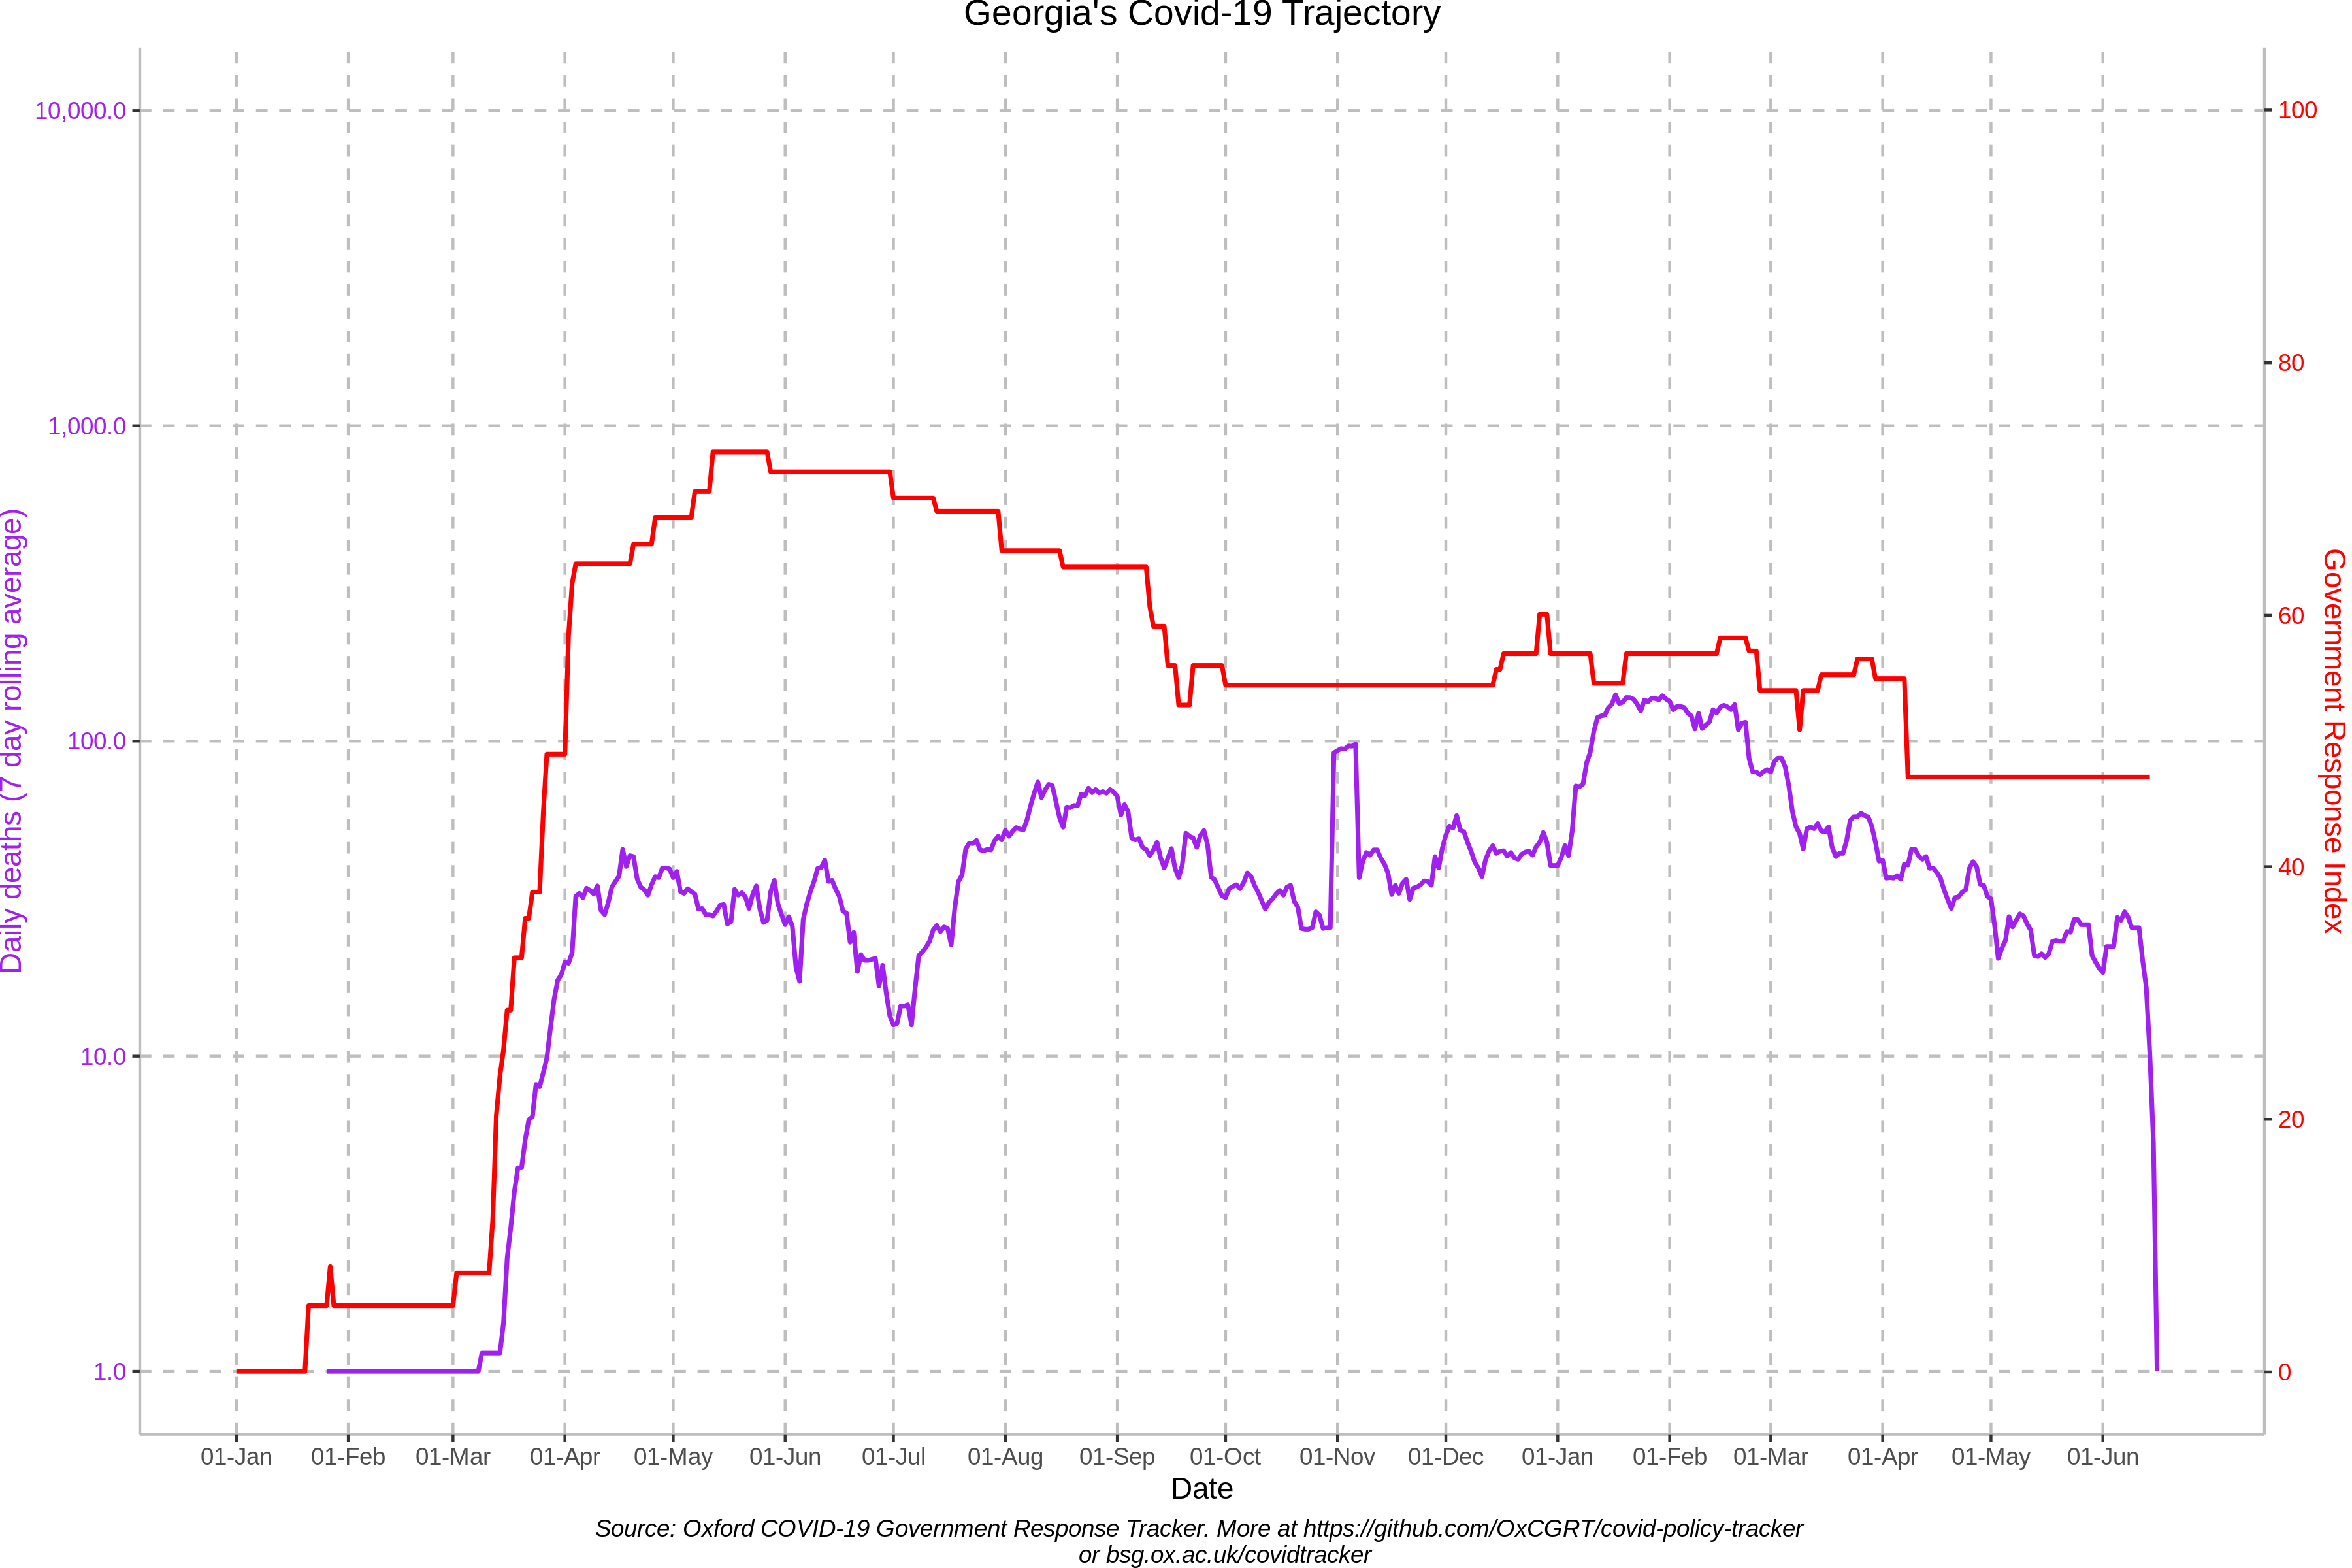 Georgia's Covid-19 Trajectory
10,000.0
1,000.0
100.0
10.0
1.0
Daily deaths (7 day rolling average)
100
80
60
40
20
0
Government Response Index
01-Jan 01-Feb 01-Mar 01-Apr 01-May 01-Jun 01-Jul 01-Aug 01-Sep 01-Oct 01-Nov 01-Dec 01-Jan 01-Feb 01-Mar 01-Apr 01-May 01-Jun
Date
Source: Oxford COVID-19 Government Response Tracker. More at https://github.com/OxCGRT/covid-policy-tracker
or bsg.ox.ac.uk/covidtracker